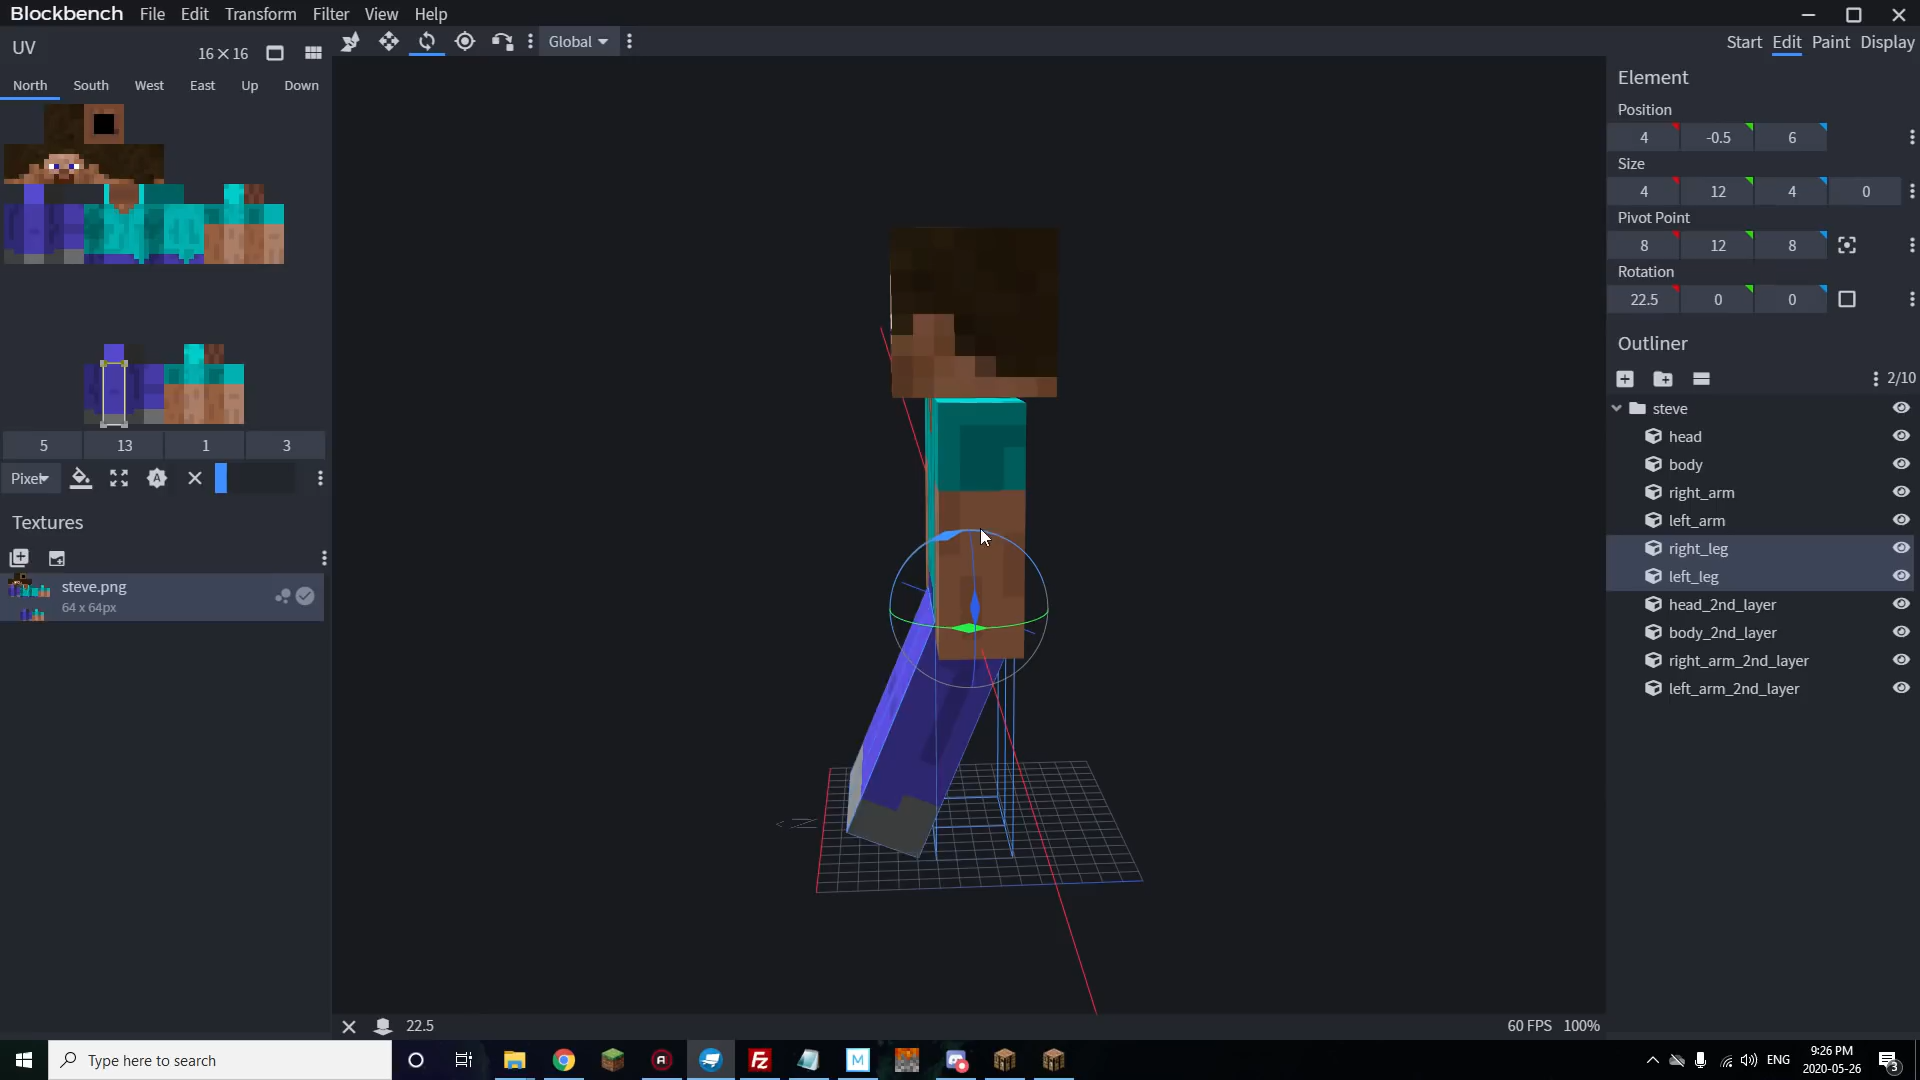 Blockbench File Edit Transform Filter View Help
UV 16×16
Global
Start Edit Paint Display
North South West East Up Down
Element
Position
4 -0.5 6
Size
4 12 4 0
Pivot Point
8 12 8
Rotation
22.5 0 0
Outliner
2/10
steve
head
body
right_arm
left_arm
right_leg
left_leg
head_2nd_layer
body_2nd_layer
right_arm_2nd_layer
left_arm_2nd_layer
5 13 1 3
Pixel
Textures
steve.png
64 x 64px
22.5
60 FPS 100%
Type here to search
ENG
9:26 PM
2020-05-26
3